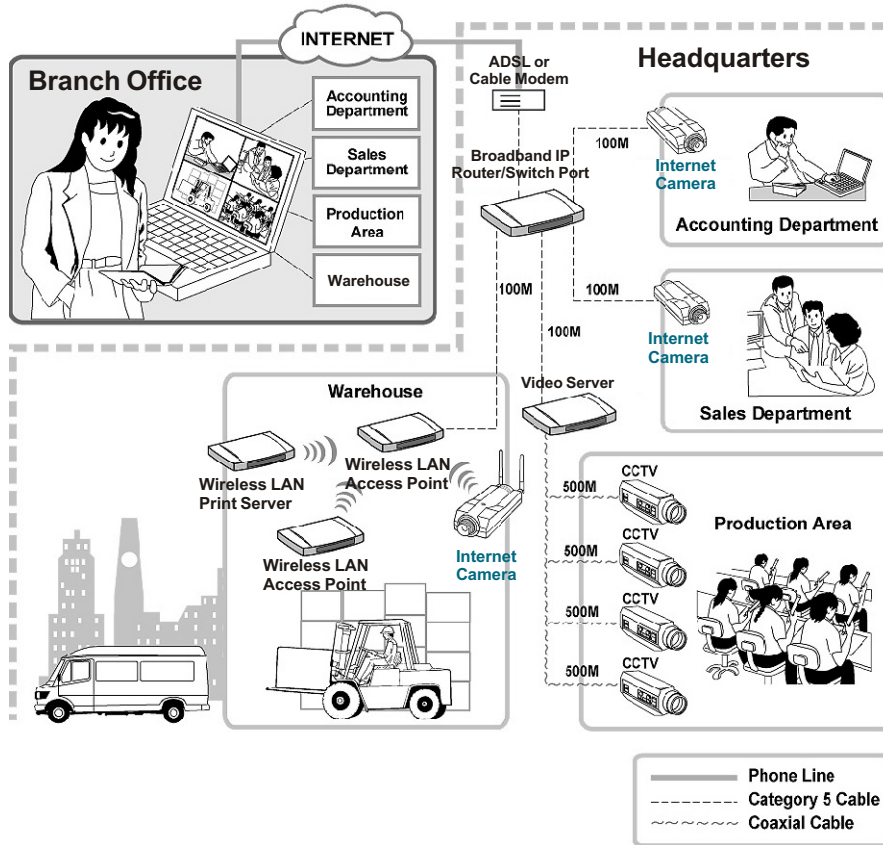 INTERNET
Branch Office
Accounting
Department
Sales
Department
Production
Area
Warehouse
ADSL or
Cable Modem
Headquarters
Broadband IP
Router/Switch Port
100M
Internet
Camera
Accounting Department
100M
100M
Internet
Camera
Sales Department
100M
Video Server
Warehouse
Wireless LAN
Print Server
Wireless LAN
Access Point
Wireless LAN
Access Point
Internet
Camera
CCTV
500M
CCTV
500M
CCTV
500M
CCTV
500M
Production Area
Phone Line
Category 5 Cable
Coaxial Cable